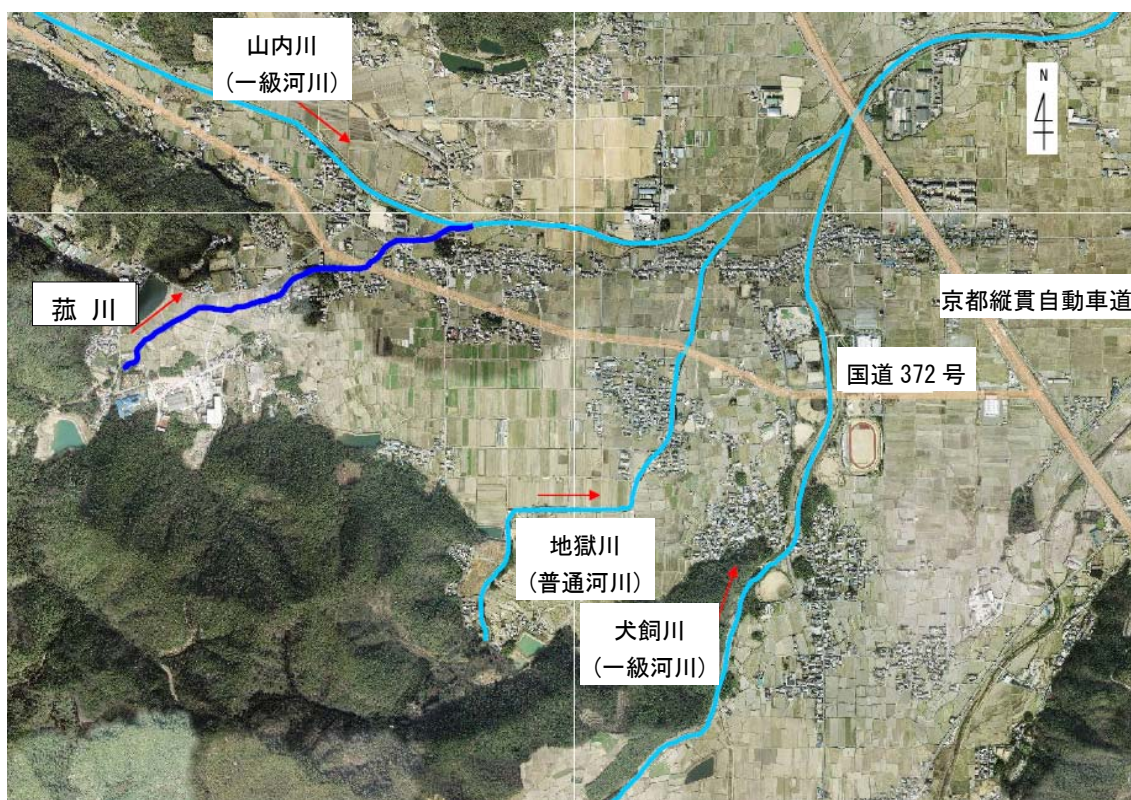 山内川
(一級河川)
N
菰 川
京都縦貫自動車道
国道 372 号
地獄川
(普通河川)
犬飼川
(一級河川)